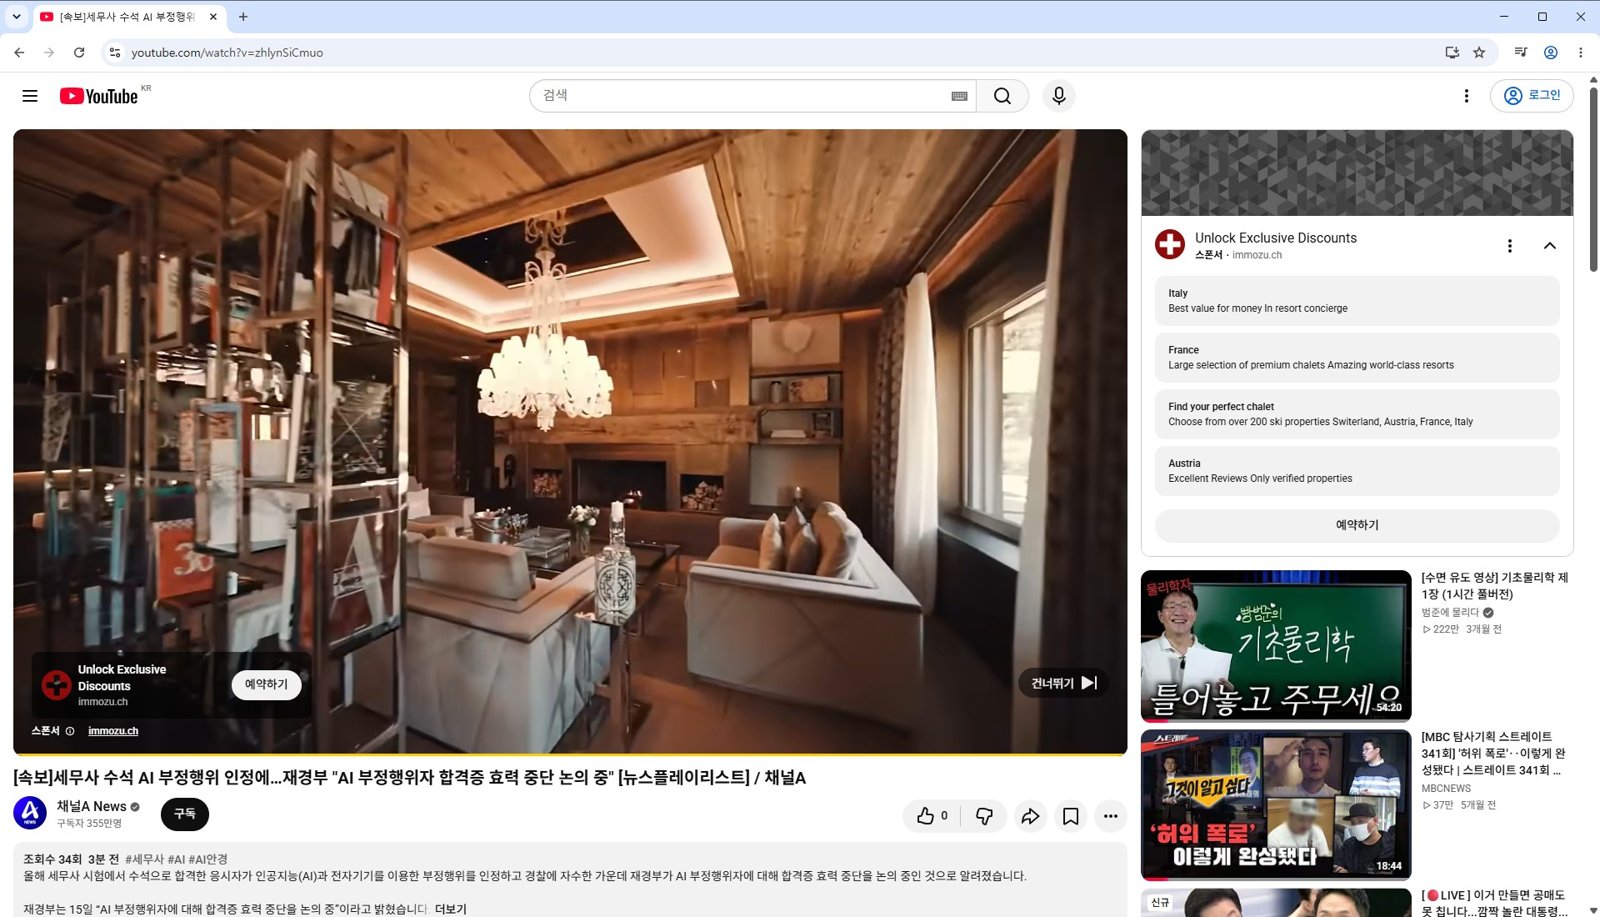 [속보]세무사 수석 AI 부정행위
youtube.com/watch?v=zhlynSiCmuo
YouTube KR
검색
로그인
Unlock Exclusive Discounts
스폰서 · immozu.ch
Italy
Best value for money In resort concierge
France
Large selection of premium chalets Amazing world-class resorts
Find your perfect chalet
Choose from over 200 ski properties Switerland, Austria, France, Italy
Austria
Excellent Reviews Only verified properties
예약하기
36
Unlock Exclusive
Discounts
immozu.ch
예약하기
건너뛰기
스폰서 immozu.ch
[속보]세무사 수석 AI 부정행위 인정에...재경부 "AI 부정행위자 합격증 효력 중단 논의 중" [뉴스플레이리스트] / 채널A
채널A News
구독자 355만명
구독
0
조회수 34회 3분 전 #세무사 #AI #AI안경
올해 세무사 시험에서 수석으로 합격한 응시자가 인공지능(AI)과 전자기기를 이용한 부정행위를 인정하고 경찰에 자수한 가운데 재경부가 AI 부정행위자에 대해 합격증 효력 중단을 논의 중인 것으로 알려졌습니다.
재경부는 15일 “AI 부정행위자에 대해 합격증 효력 중단을 논의 중”이라고 밝혔습니다. 더보기
물리학자
빵범준의
기초물리학
틀어놓고 주무세요
54:20
[수면 유도 영상] 기초물리학 제
1장 (1시간 풀버전)
범준에 물리다
222만 3개월 전
스트레이트
그것이 알고싶다
'허위 폭로'
이렇게 완성됐다
18:44
[MBC 탐사기획 스트레이트
341회] '허위 폭로'··이렇게 완
성됐다 | 스트레이트 341회 ...
MBCNEWS
37만 5개월 전
신규
[🔴LIVE] 이거 만들면 공매도
못 칩니다...깜짝 놀란 대통령...